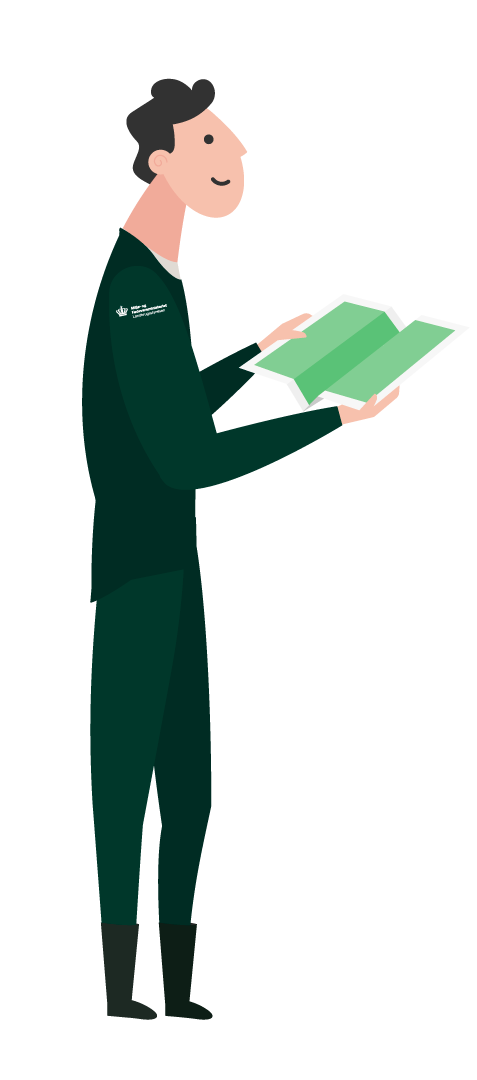 Miljø- og
Fødevareministeriet
Landbrugsstyrelsen